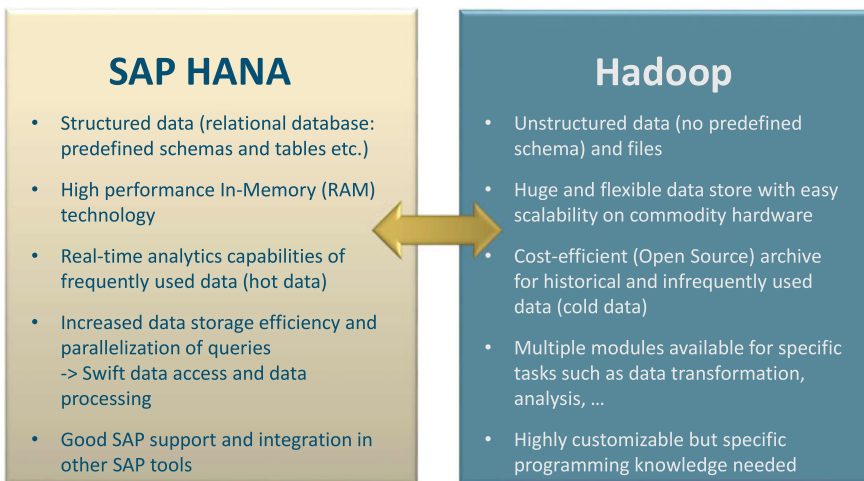 SAP HANA
• Structured data (relational database:
predefined schemas and tables etc.)
• High performance In-Memory (RAM)
technology
• Real-time analytics capabilities of
frequently used data (hot data)
• Increased data storage efficiency and
parallelization of queries
-> Swift data access and data
processing
• Good SAP support and integration in
other SAP tools
Hadoop
• Unstructured data (no predefined
schema) and files
• Huge and flexible data store with easy
scalability on commodity hardware
• Cost-efficient (Open Source) archive
for historical and infrequently used
data (cold data)
• Multiple modules available for specific
tasks such as data transformation,
analysis, …
• Highly customizable but specific
programming knowledge needed